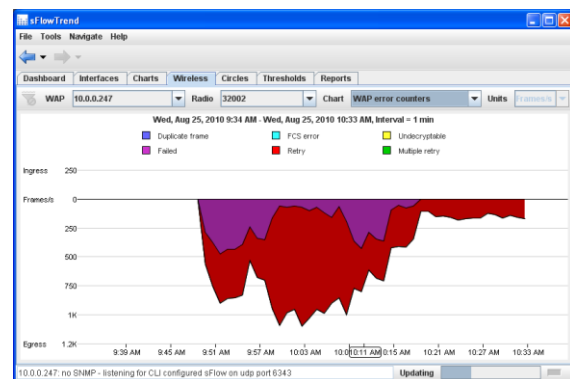 sFlowTrend
File Tools Navigate Help
Dashboard Interfaces Charts Wireless Circles Thresholds Reports
WAP 10.0.0.247 Radio 32002 Chart WAP error counters Units Frames/s
Wed, Aug 25, 2010 9:34 AM - Wed, Aug 25, 2010 10:33 AM, Interval = 1 min
Duplicate frame FCS error Undecryptable
Failed Retry Multiple retry
Ingress 250
Frames/s 0
250
500
750
1K
Egress 1.2K
9:39 AM 9:45 AM 9:51 AM 9:57 AM 10:03 AM 10:11 AM 10:15 AM 10:21 AM 10:27 AM 10:33 AM
10.0.0.247: no SNMP - listening for CLI configured sFlow on udp port 6343 Updating